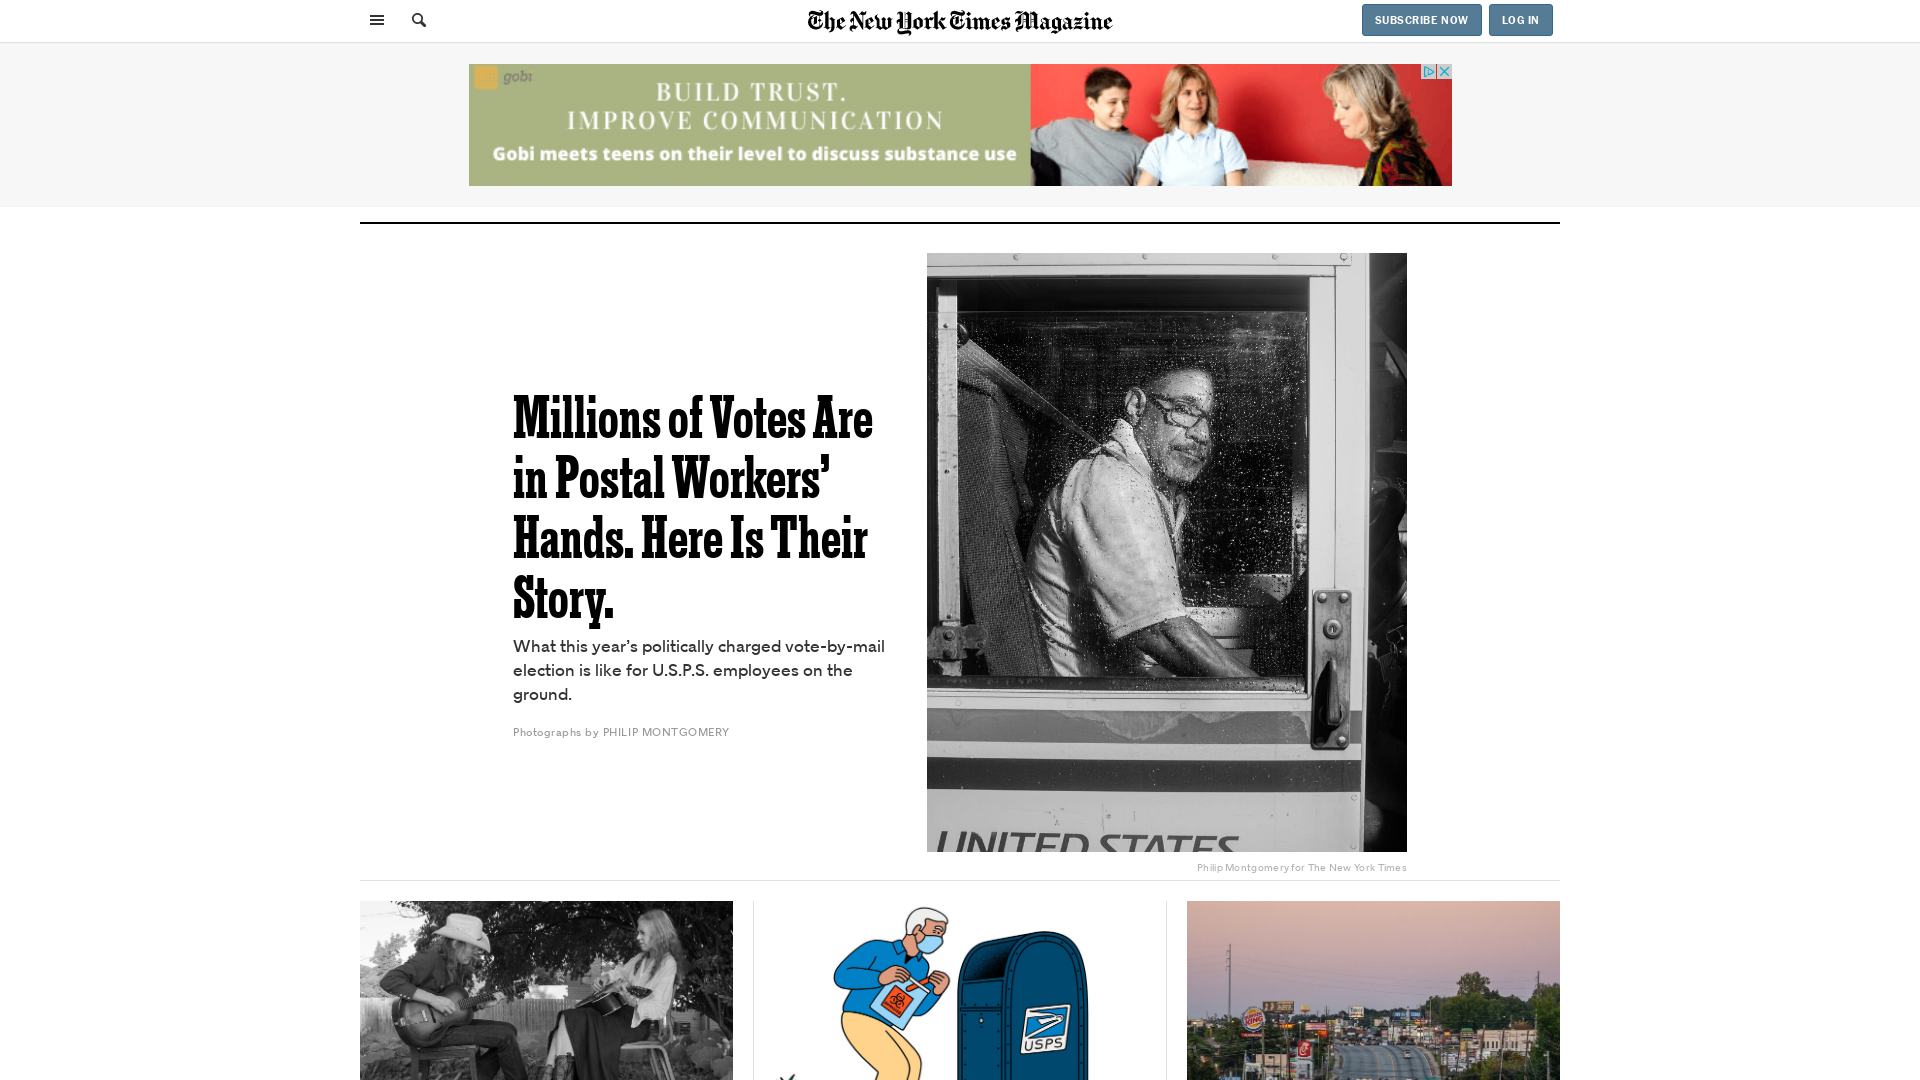 The New York Times Magazine
SUBSCRIBE NOW
LOG IN
gobi
BUILD TRUST.
IMPROVE COMMUNICATION
Gobi meets teens on their level to discuss substance use
Millions of Votes Are
in Postal Workers’
Hands. Here Is Their
Story.
What this year’s politically charged vote-by-mail
election is like for U.S.P.S. employees on the
ground.
Photographs by PHILIP MONTGOMERY
UNITED STATES
Philip Montgomery for The New York Times
USPS
BURGER
KING